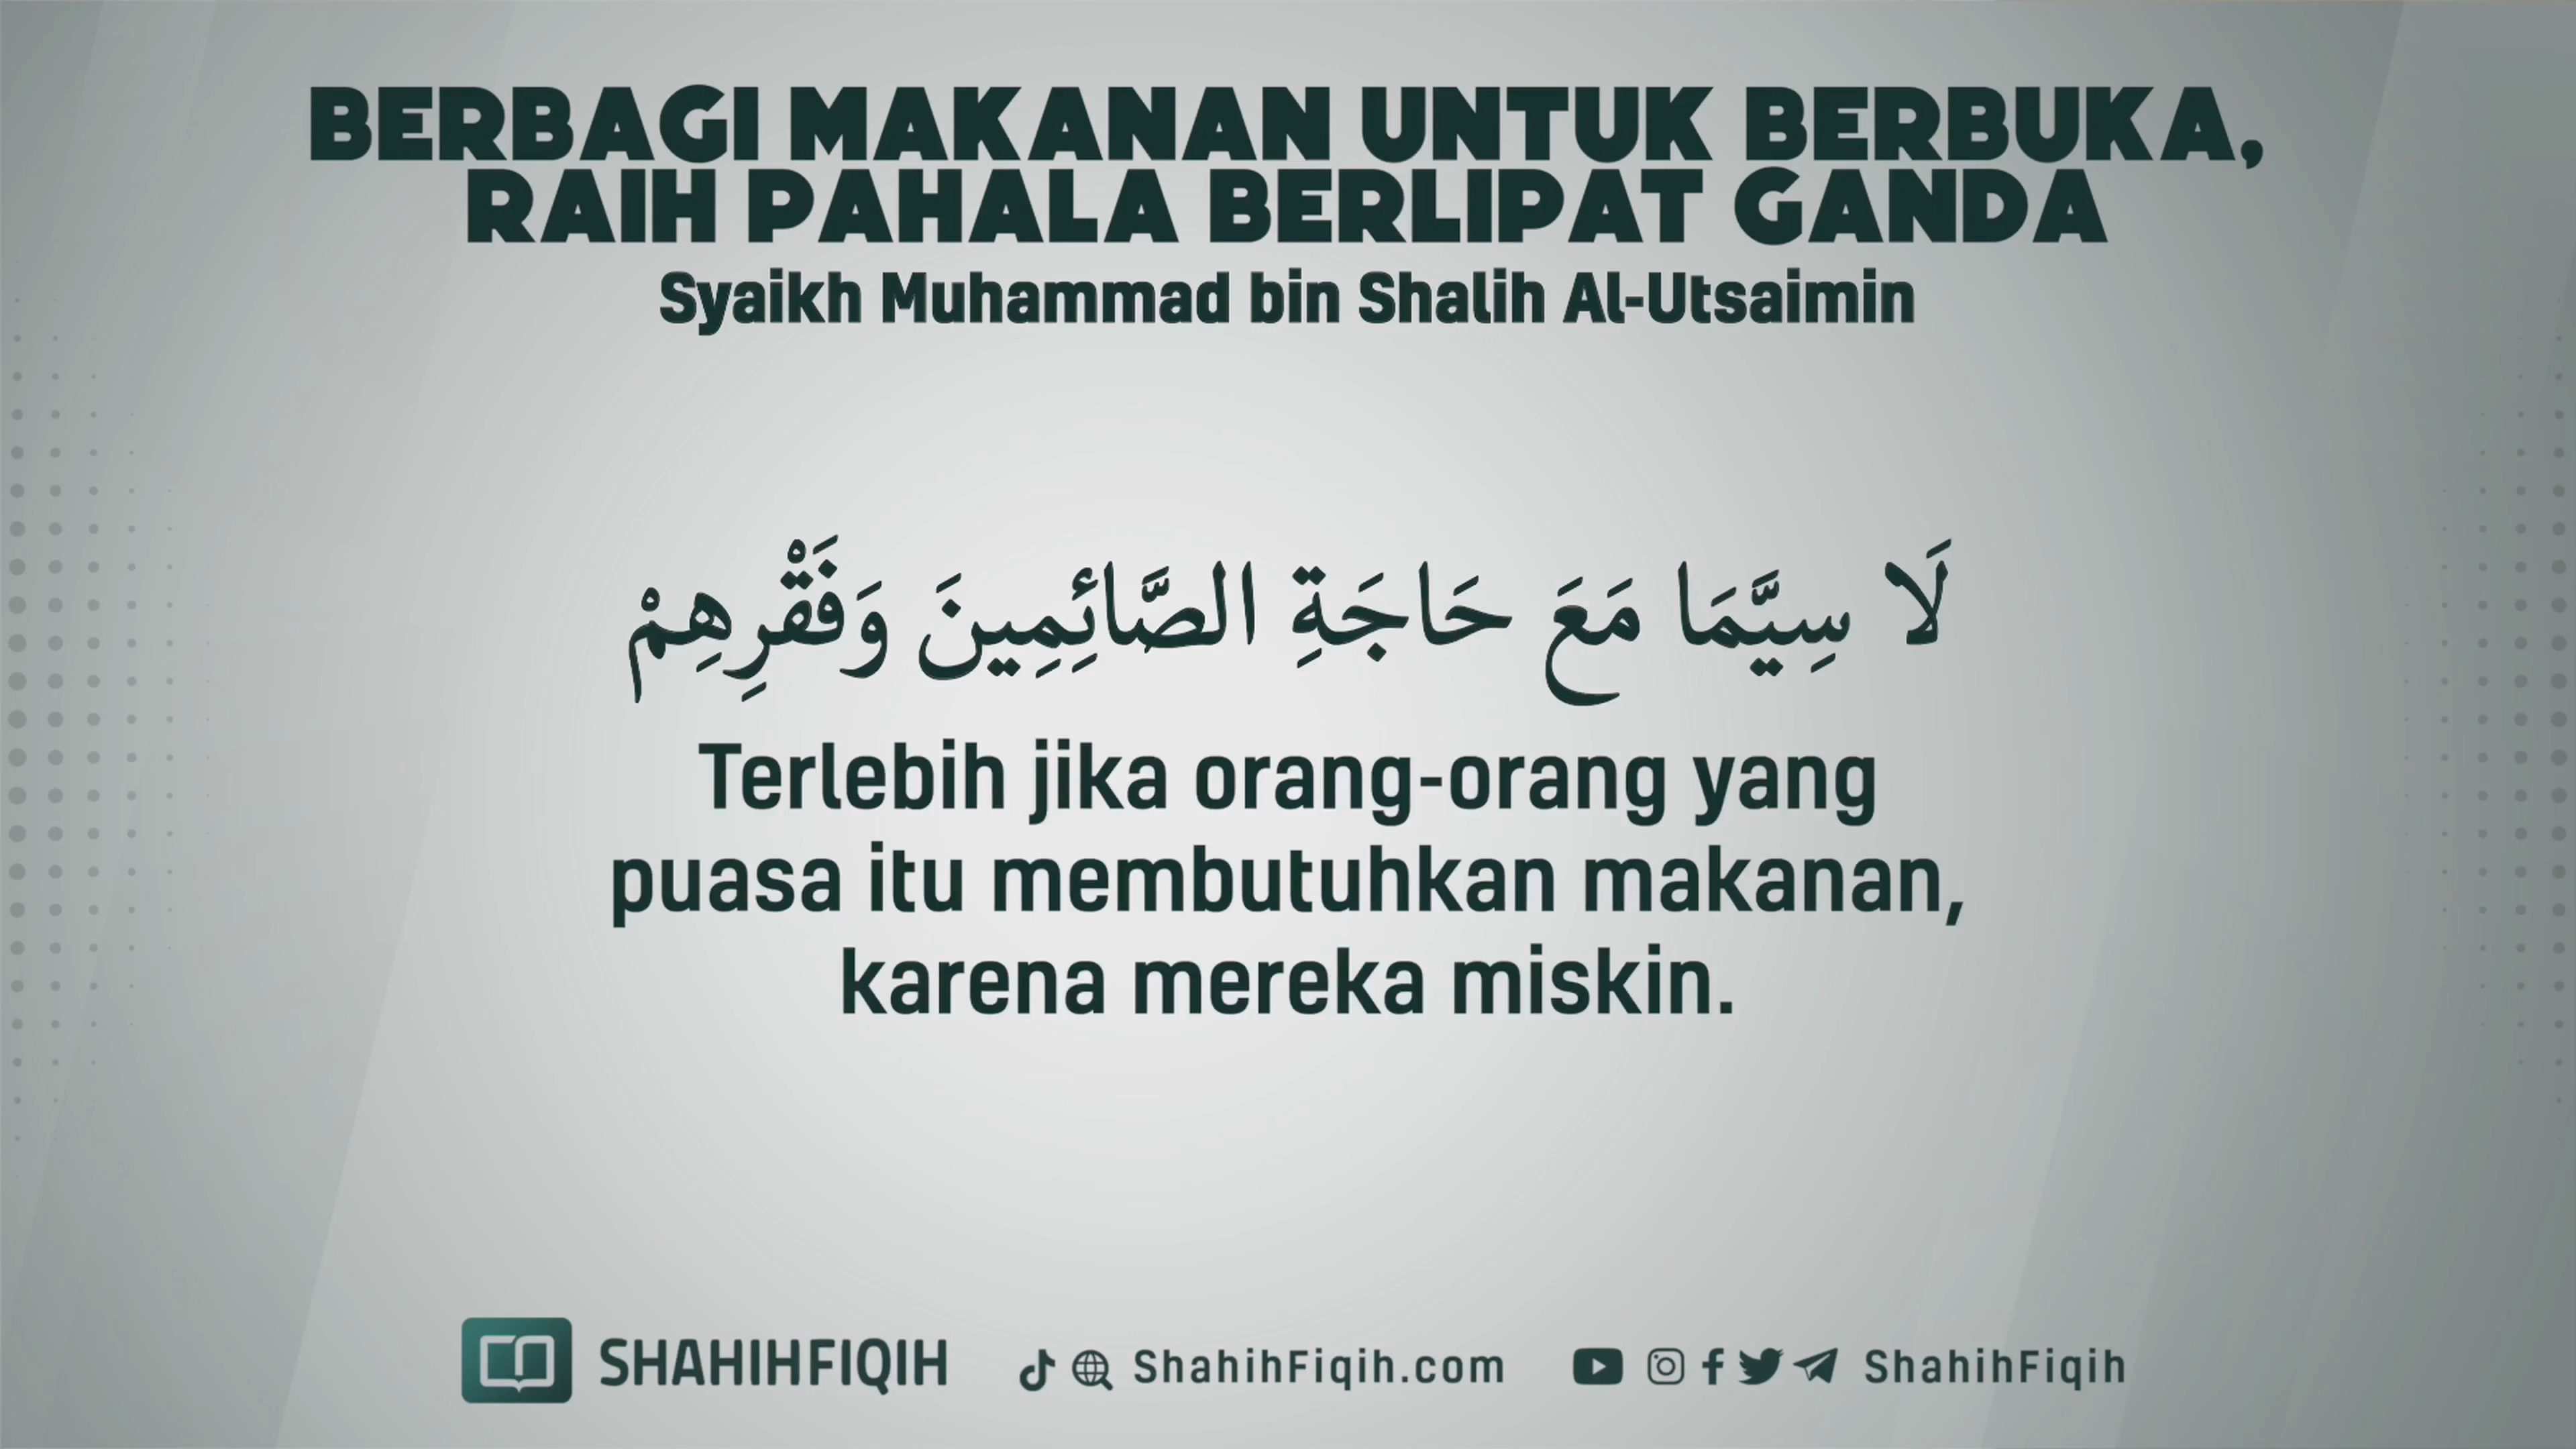 BERBAGI MAKANAN UNTUK BERBUKA,
RAIH PAHALA BERLIPAT GANDA
Syaikh Muhammad bin Shalih Al-Utsaimin
لَا سِيَّمَا مَعَ حَاجَةِ الصَّائِمِينَ وَفَقْرِهِمْ
Terlebih jika orang-orang yang
puasa itu membutuhkan makanan,
karena mereka miskin.
SHAHIHFIQIH ShahihFiqih.com ShahihFiqih